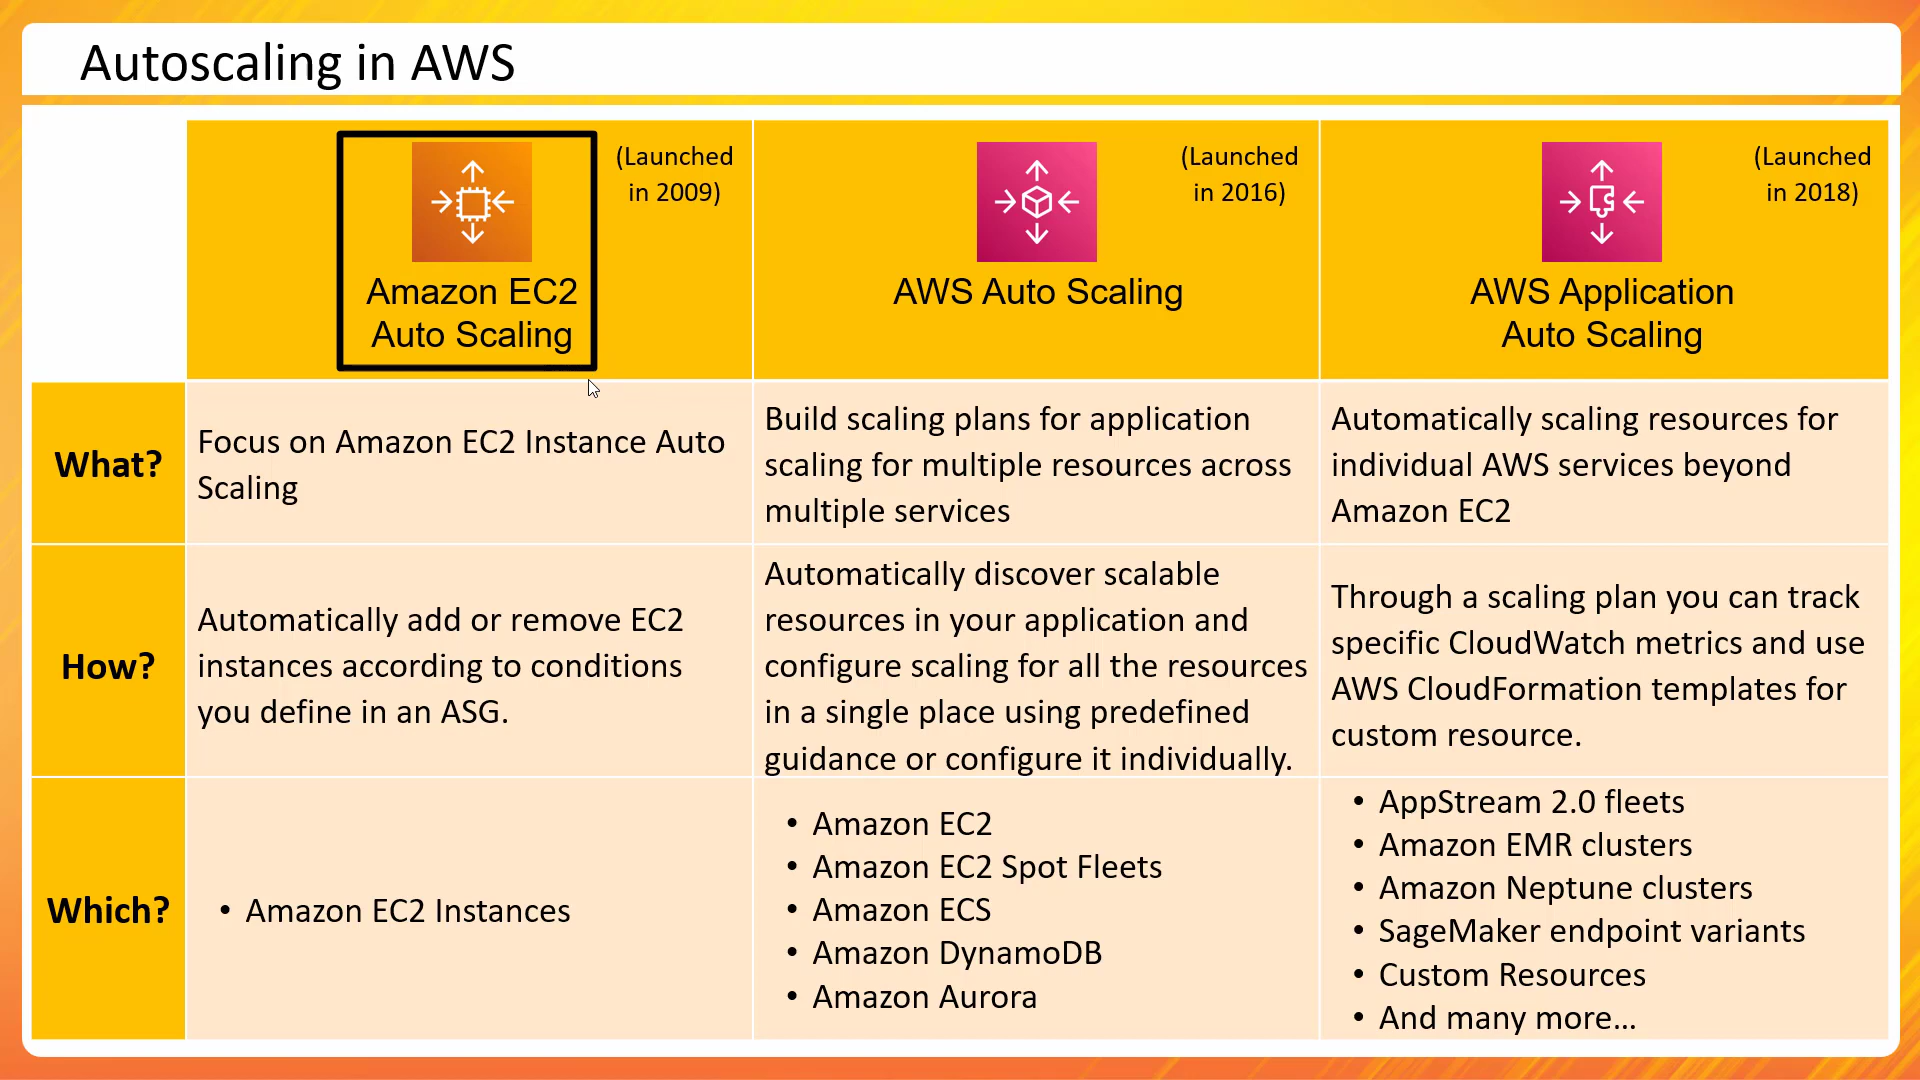 Autoscaling in AWS
Amazon EC2
Auto Scaling
(Launched
in 2009)
AWS Auto Scaling
(Launched
in 2016)
AWS Application
Auto Scaling
(Launched
in 2018)
What?
Focus on Amazon EC2 Instance Auto
Scaling
Build scaling plans for application
scaling for multiple resources across
multiple services
Automatically scaling resources for
individual AWS services beyond
Amazon EC2
How?
Automatically add or remove EC2
instances according to conditions
you define in an ASG.
Automatically discover scalable
resources in your application and
configure scaling for all the resources
in a single place using predefined
guidance or configure it individually.
Through a scaling plan you can track
specific CloudWatch metrics and use
AWS CloudFormation templates for
custom resource.
Which?
• Amazon EC2 Instances
• Amazon EC2
• Amazon EC2 Spot Fleets
• Amazon ECS
• Amazon DynamoDB
• Amazon Aurora
• AppStream 2.0 fleets
• Amazon EMR clusters
• Amazon Neptune clusters
• SageMaker endpoint variants
• Custom Resources
• And many more…